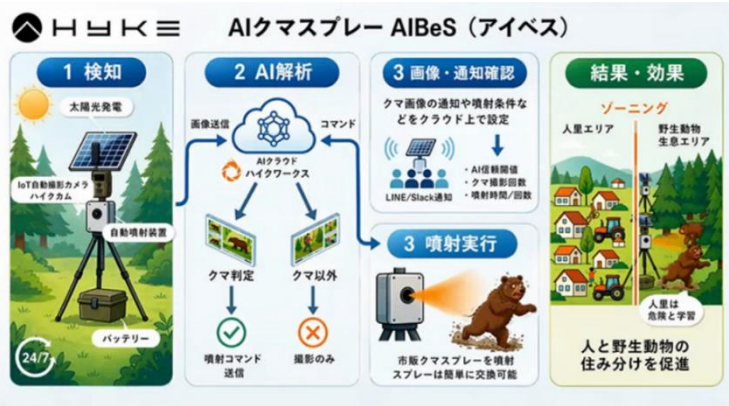 HYKE
AIクマスプレー AIBeS（アイベス）
1 検知
太陽光発電
IoT自動撮影カメラ
ハイクカム
自動噴射装置
バッテリー
24/7
2 AI解析
画像送信
コマンド
AIクラウド
ハイクワークス
クマ判定
クマ以外
噴射コマンド
送信
撮影のみ
3 画像・通知確認
クマ画像の通知や噴射条件な
どをクラウド上で設定
・AI信頼閾値
・クマ撮影回数
・噴射時間/回数
LINE/Slack通知
3 噴射実行
市販クマスプレーを噴射
スプレーは簡単に交換可能
結果・効果
ゾーニング
人里エリア
野生動物
生息エリア
人里は
危険と学習
人と野生動物の
住み分けを促進